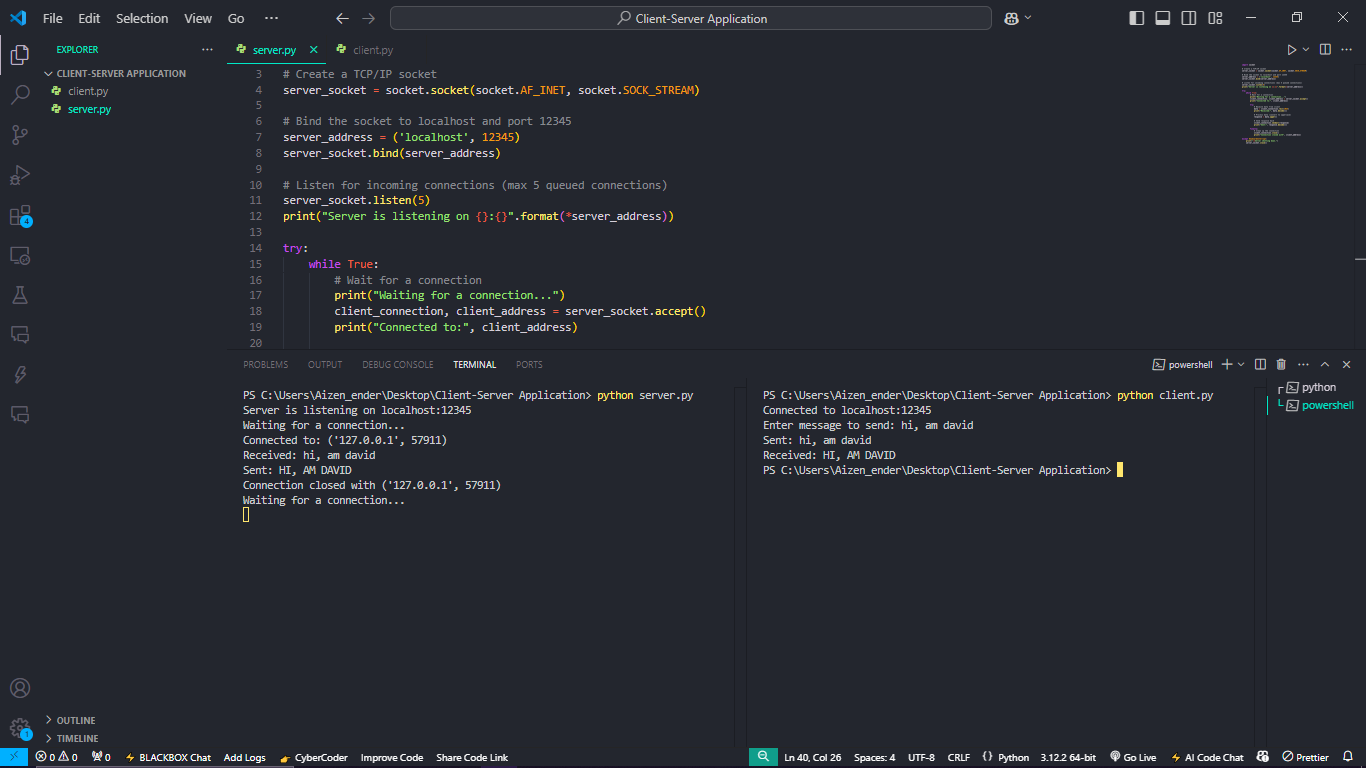 File Edit Selection View Go ··· Client-Server Application
EXPLORER ···
CLIENT-SERVER APPLICATION
client.py
server.py
4
1
OUTLINE
TIMELINE
server.py client.py
3 # Create a TCP/IP socket
4 server_socket = socket.socket(socket.AF_INET, socket.SOCK_STREAM)
5
6 # Bind the socket to localhost and port 12345
7 server_address = ('localhost', 12345)
8 server_socket.bind(server_address)
9
10 # Listen for incoming connections (max 5 queued connections)
11 server_socket.listen(5)
12 print("Server is listening on {}:{}".format(*server_address))
13
14 try:
15 while True:
16 # Wait for a connection
17 print("Waiting for a connection...")
18 client_connection, client_address = server_socket.accept()
19 print("Connected to:", client_address)
20
PROBLEMS OUTPUT DEBUG CONSOLE TERMINAL PORTS powershell
PS C:\Users\Aizen_ender\Desktop\Client-Server Application> python server.py
Server is listening on localhost:12345
Waiting for a connection...
Connected to: ('127.0.0.1', 57911)
Received: hi, am david
Sent: HI, AM DAVID
Connection closed with ('127.0.0.1', 57911)
Waiting for a connection...
PS C:\Users\Aizen_ender\Desktop\Client-Server Application> python client.py
Connected to localhost:12345
Enter message to send: hi, am david
Sent: hi, am david
Received: HI, AM DAVID
PS C:\Users\Aizen_ender\Desktop\Client-Server Application>
python
powershell
0 0 0 BLACKBOX Chat Add Logs CyberCoder Improve Code Share Code Link Ln 40, Col 26 Spaces: 4 UTF-8 CRLF Python 3.12.2 64-bit Go Live AI Code Chat Prettier